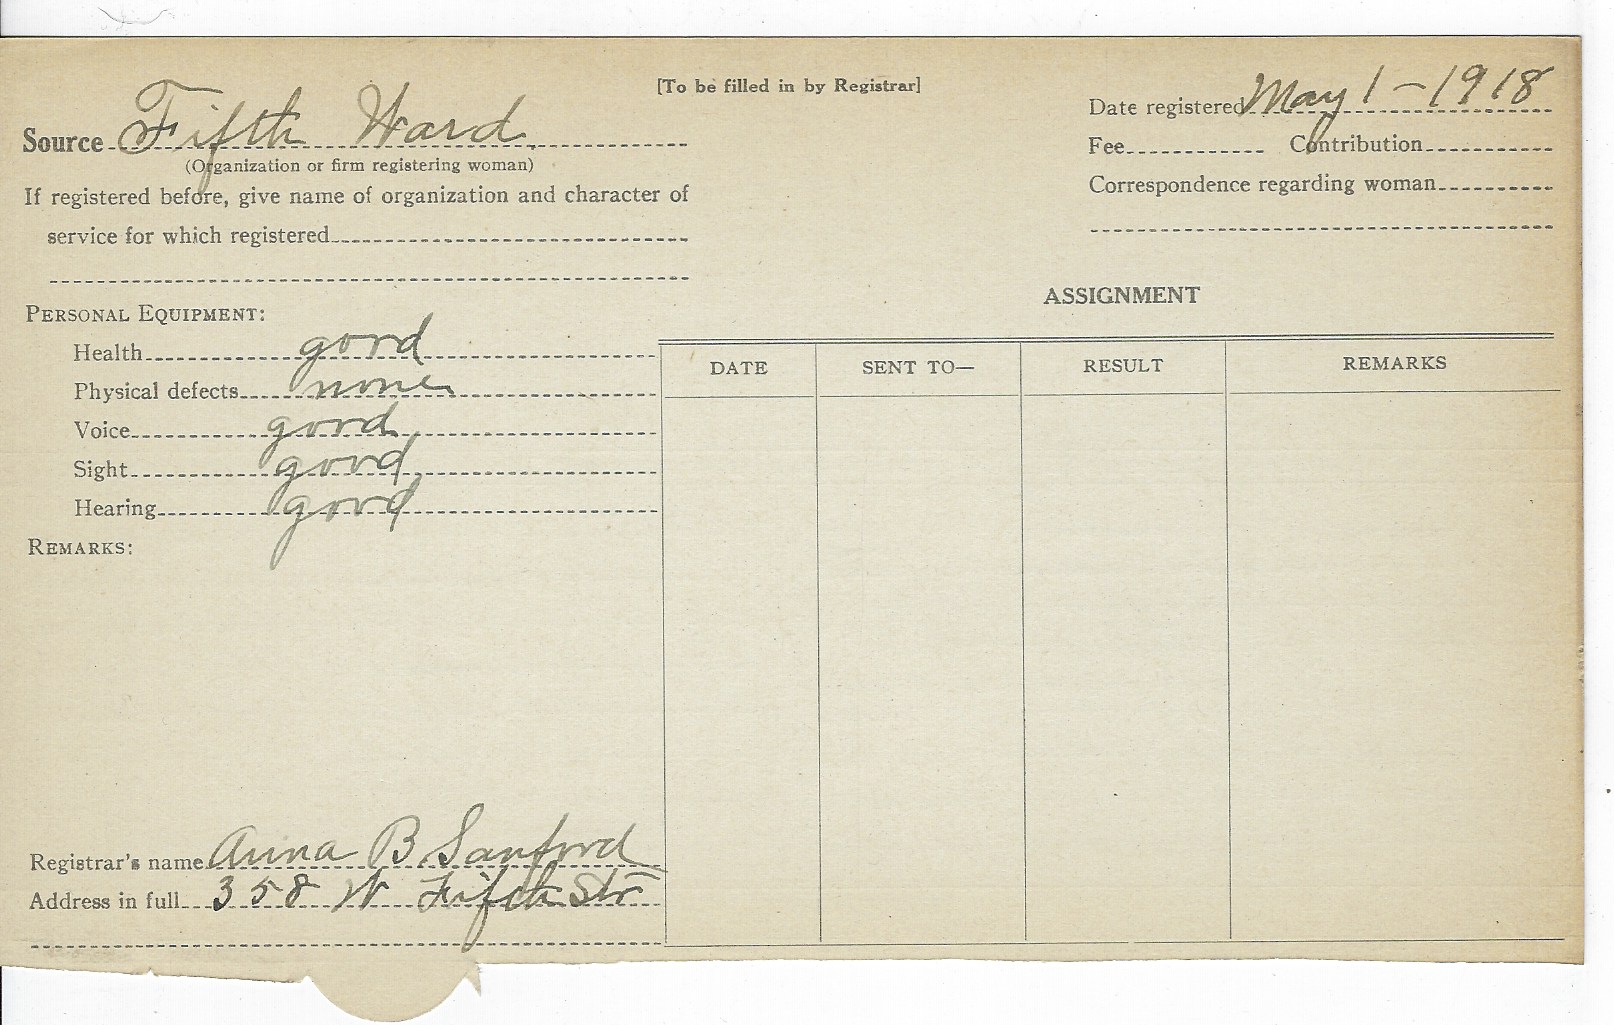 [To be filled in by Registrar]
Source Fifth Ward
(Organization or firm registering woman)
If registered before, give name of organization and character of
service for which registered
Date registered May 1 - 1918
Fee Contribution
Correspondence regarding woman
PERSONAL EQUIPMENT:
Health good
Physical defects none
Voice good
Sight good
Hearing good
REMARKS:
Registrar's name Anna B Sanford
Address in full 358 W Fifth Str
ASSIGNMENT
DATE SENT TO— RESULT REMARKS